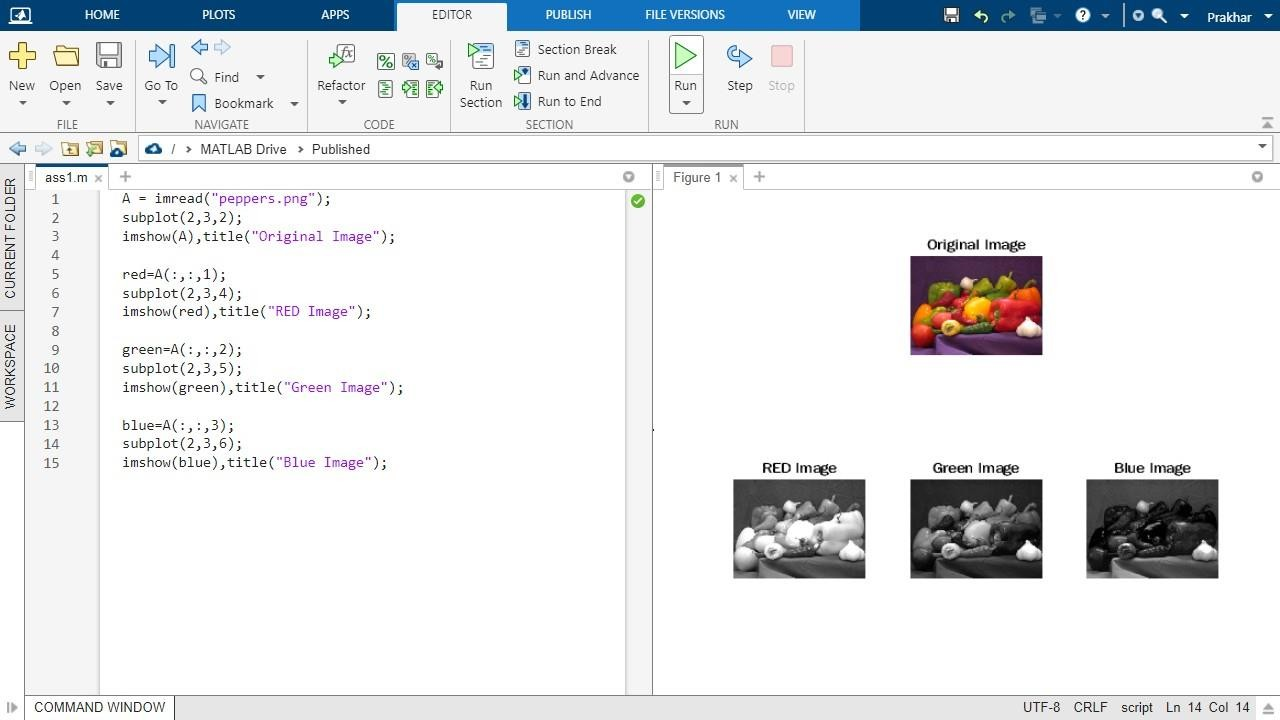 HOME PLOTS APPS EDITOR PUBLISH FILE VERSIONS VIEW Prakhar
New Open Save Go To Find Bookmark Refactor Run Section Section Break Run and Advance Run to End Run Step Stop
FILE NAVIGATE CODE SECTION RUN
/ MATLAB Drive Published
CURRENT FOLDER
WORKSPACE
ass1.m
1 A = imread("peppers.png");
2 subplot(2,3,2);
3 imshow(A),title("Original Image");
4
5 red=A(:,:,1);
6 subplot(2,3,4);
7 imshow(red),title("RED Image");
8
9 green=A(:,:,2);
10 subplot(2,3,5);
11 imshow(green),title("Green Image");
12
13 blue=A(:,:,3);
14 subplot(2,3,6);
15 imshow(blue),title("Blue Image");
Figure 1
Original Image
RED Image Green Image Blue Image
COMMAND WINDOW UTF-8 CRLF script Ln 14 Col 14